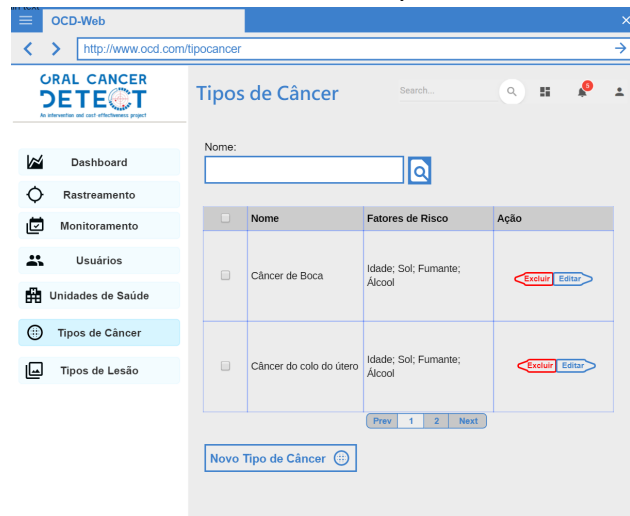 OCD-Web
http://www.ocd.com/tipocancer
ORAL CANCER
DETECT
An intervention and cost-effectiveness project
Tipos de Câncer
Search...
5
Dashboard
Rastreamento
Monitoramento
Usuários
Unidades de Saúde
Tipos de Câncer
Tipos de Lesão
Nome:
Nome Fatores de Risco Ação
Câncer de Boca Idade; Sol; Fumante; Álcool Excluir Editar
Câncer do colo do útero Idade; Sol; Fumante; Álcool Excluir Editar
Prev 1 2 Next
Novo Tipo de Câncer